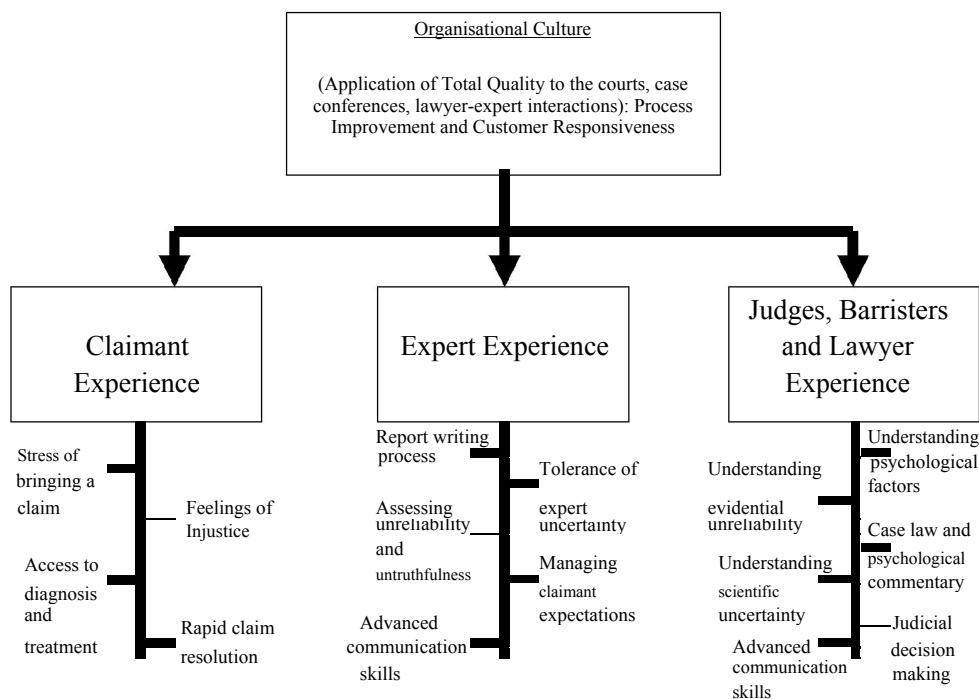 Organisational Culture
(Application of Total Quality to the courts, case
conferences, lawyer-expert interactions): Process
Improvement and Customer Responsiveness
Claimant
Experience
Expert Experience
Judges, Barristers
and Lawyer
Experience
Stress of
bringing a
claim
Feelings of
Injustice
Access to
diagnosis
and
treatment
Rapid claim
resolution
Report writing
process
Tolerance of
expert
uncertainty
Assessing
unreliability
and
untruthfulness
Managing
claimant
expectations
Advanced
communication
skills
Understanding
psychological
factors
Understanding
evidential
unreliability
Case law and
psychological
commentary
Understanding
scientific
uncertainty
Judicial
decision
making
Advanced
communication
skills